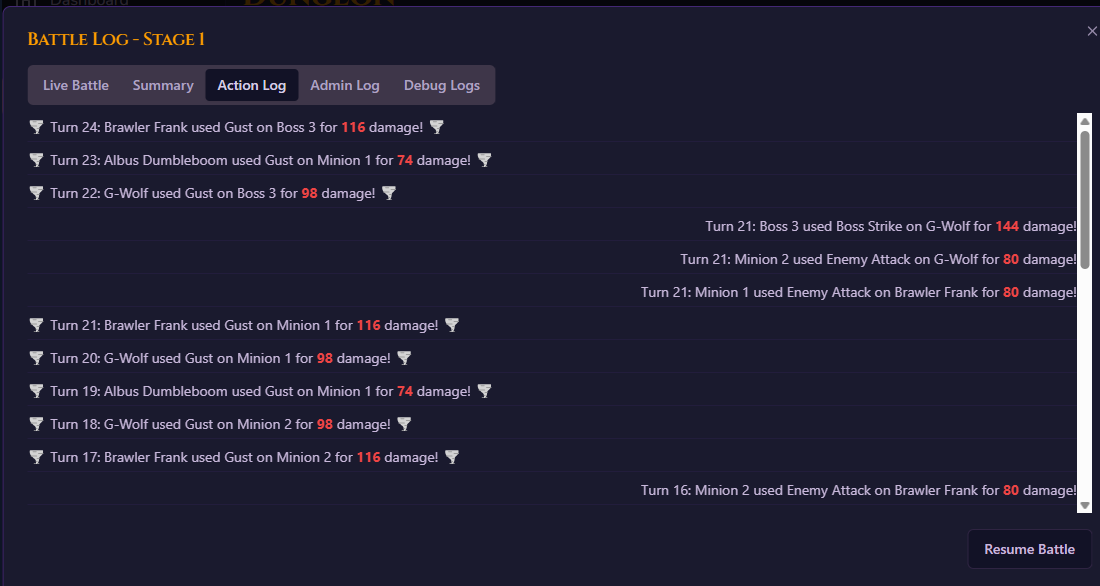 Dashboard
DUNGEON
BATTLE LOG - STAGE 1
×
Live Battle Summary Action Log Admin Log Debug Logs
Turn 24: Brawler Frank used Gust on Boss 3 for 116 damage!
Turn 23: Albus Dumbleboom used Gust on Minion 1 for 74 damage!
Turn 22: G-Wolf used Gust on Boss 3 for 98 damage!
Turn 21: Boss 3 used Boss Strike on G-Wolf for 144 damage!
Turn 21: Minion 2 used Enemy Attack on G-Wolf for 80 damage!
Turn 21: Minion 1 used Enemy Attack on Brawler Frank for 80 damage!
Turn 21: Brawler Frank used Gust on Minion 1 for 116 damage!
Turn 20: G-Wolf used Gust on Minion 1 for 98 damage!
Turn 19: Albus Dumbleboom used Gust on Minion 1 for 74 damage!
Turn 18: G-Wolf used Gust on Minion 2 for 98 damage!
Turn 17: Brawler Frank used Gust on Minion 2 for 116 damage!
Turn 16: Minion 2 used Enemy Attack on Brawler Frank for 80 damage!
Resume Battle